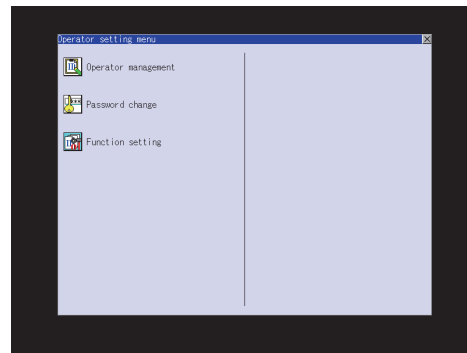 Operator setting menu
Operator management
Password change
Function setting